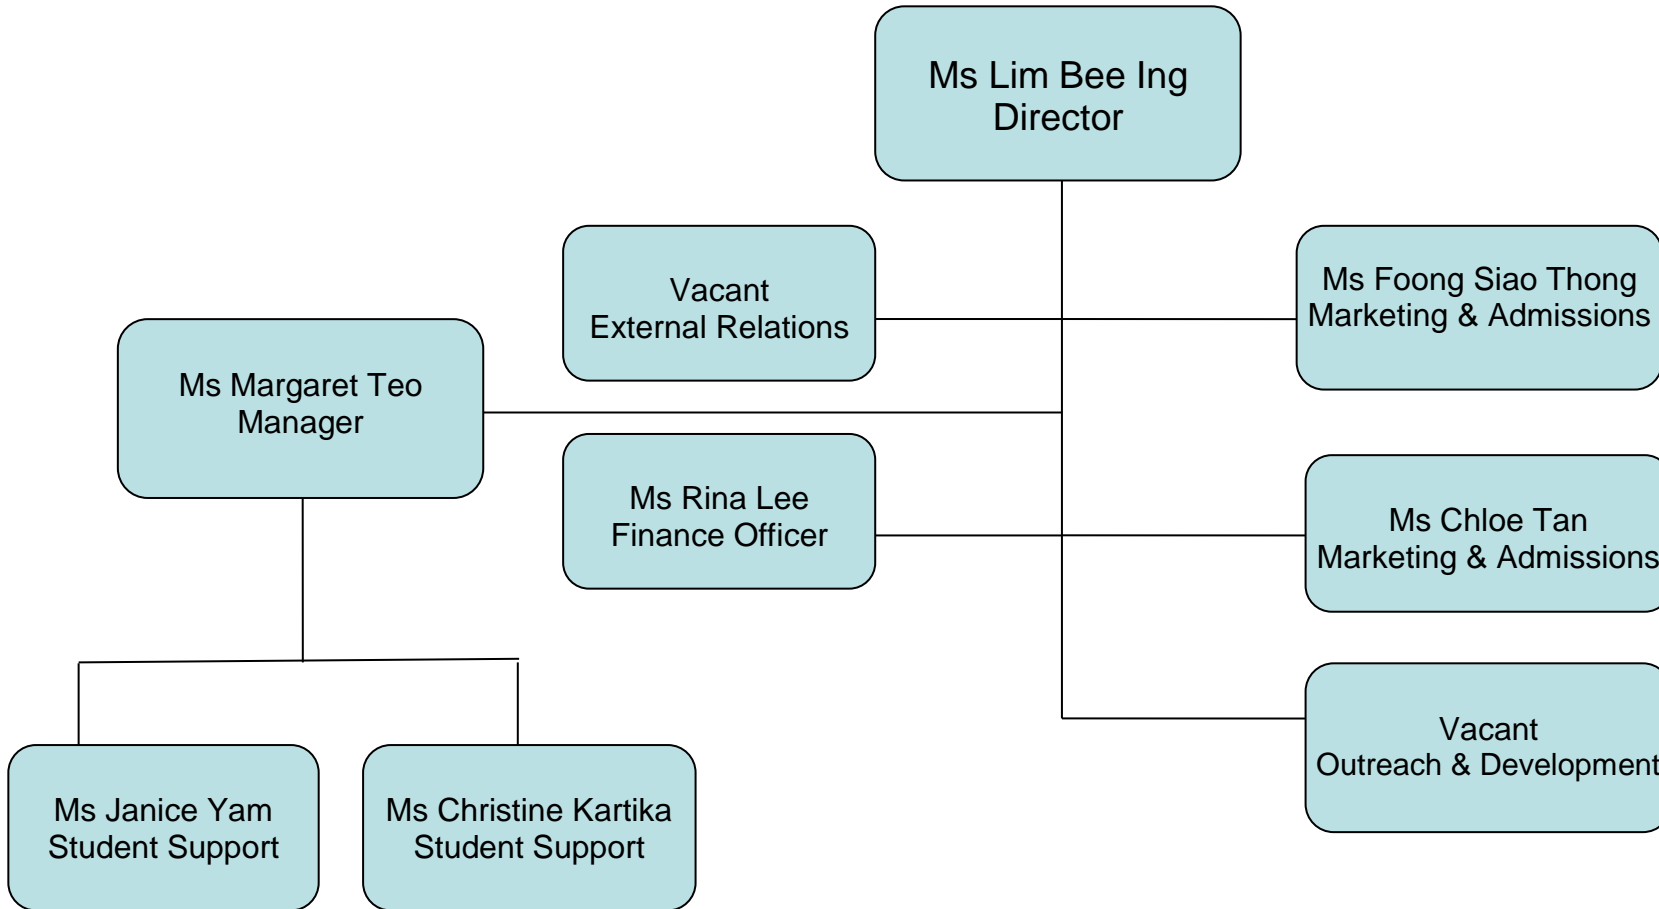 Ms Lim Bee Ing
Director
Vacant
External Relations
Ms Foong Siao Thong
Marketing & Admissions
Ms Margaret Teo
Manager
Ms Rina Lee
Finance Officer
Ms Chloe Tan
Marketing & Admissions
Vacant
Outreach & Development
Ms Janice Yam
Student Support
Ms Christine Kartika
Student Support